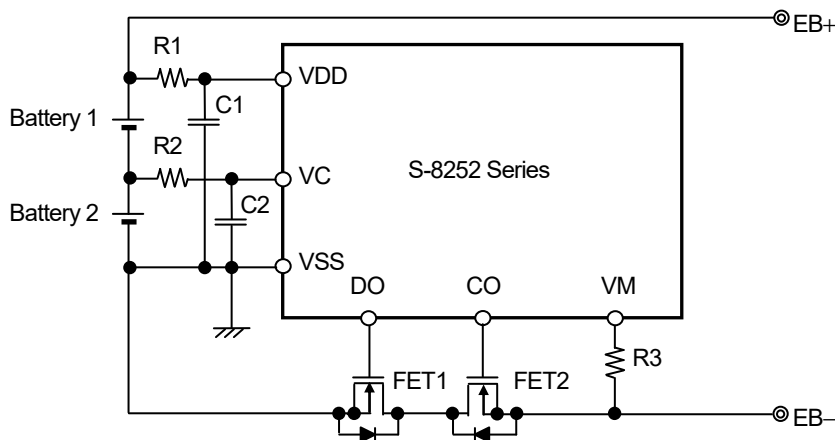 EB+
R1
VDD
C1
Battery 1
R2
S-8252 Series
VC
C2
Battery 2
VSS
DO CO VM
R3
FET1 FET2
EB−